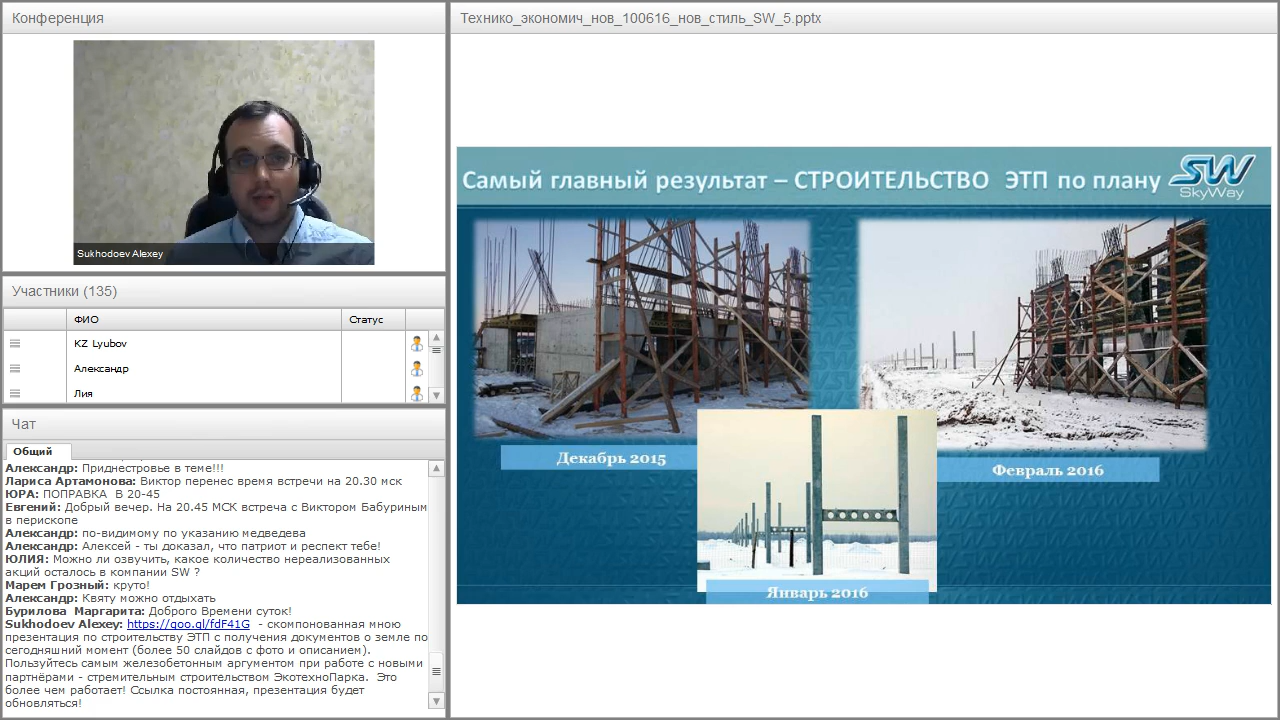 Конференция
Sukhodoev Alexey
Участники (135)
ФИО
Статус
KZ Lyubov
Александр
Лия
Чат
Общий
Александр: Приднестровье в теме!!!
Лариса Артамонова: Виктор перенес время встречи на 20.30 мск
ЮРА: ПОПРАВКА В 20-45
Евгений: Добрый вечер. На 20.45 МСК встреча с Виктором Бабуриным
в перископе
Александр: по-видимому по указанию медведева
Александр: Алексей - ты доказал, что патриот и респект тебе!
ЮЛИЯ: Можно ли озвучить, какое количество нереализованных
акций осталось в компании SW ?
Марем Грозный: круто!
Александр: Квяту можно отдыхать
Бурилова Маргарита: Доброго Времени суток!
Sukhodoev Alexey: https://goo.gl/fdF41G - скомпонованная мною
презентация по строительству ЭТП с получения документов о земле по
сегодняшний момент (более 50 слайдов с фото и описанием).
Пользуйтесь самым железобетонным аргументом при работе с новыми
партнёрами - стремительным строительством ЭкотехноПарка. Это
более чем работает! Ссылка постоянная, презентация будет
обновляться!
Технико_экономич_нов_100616_нов_стиль_SW_5.pptx
Самый главный результат – СТРОИТЕЛЬСТВО ЭТП по плану
SW
SkyWay
Декабрь 2015
Февраль 2016
Январь 2016